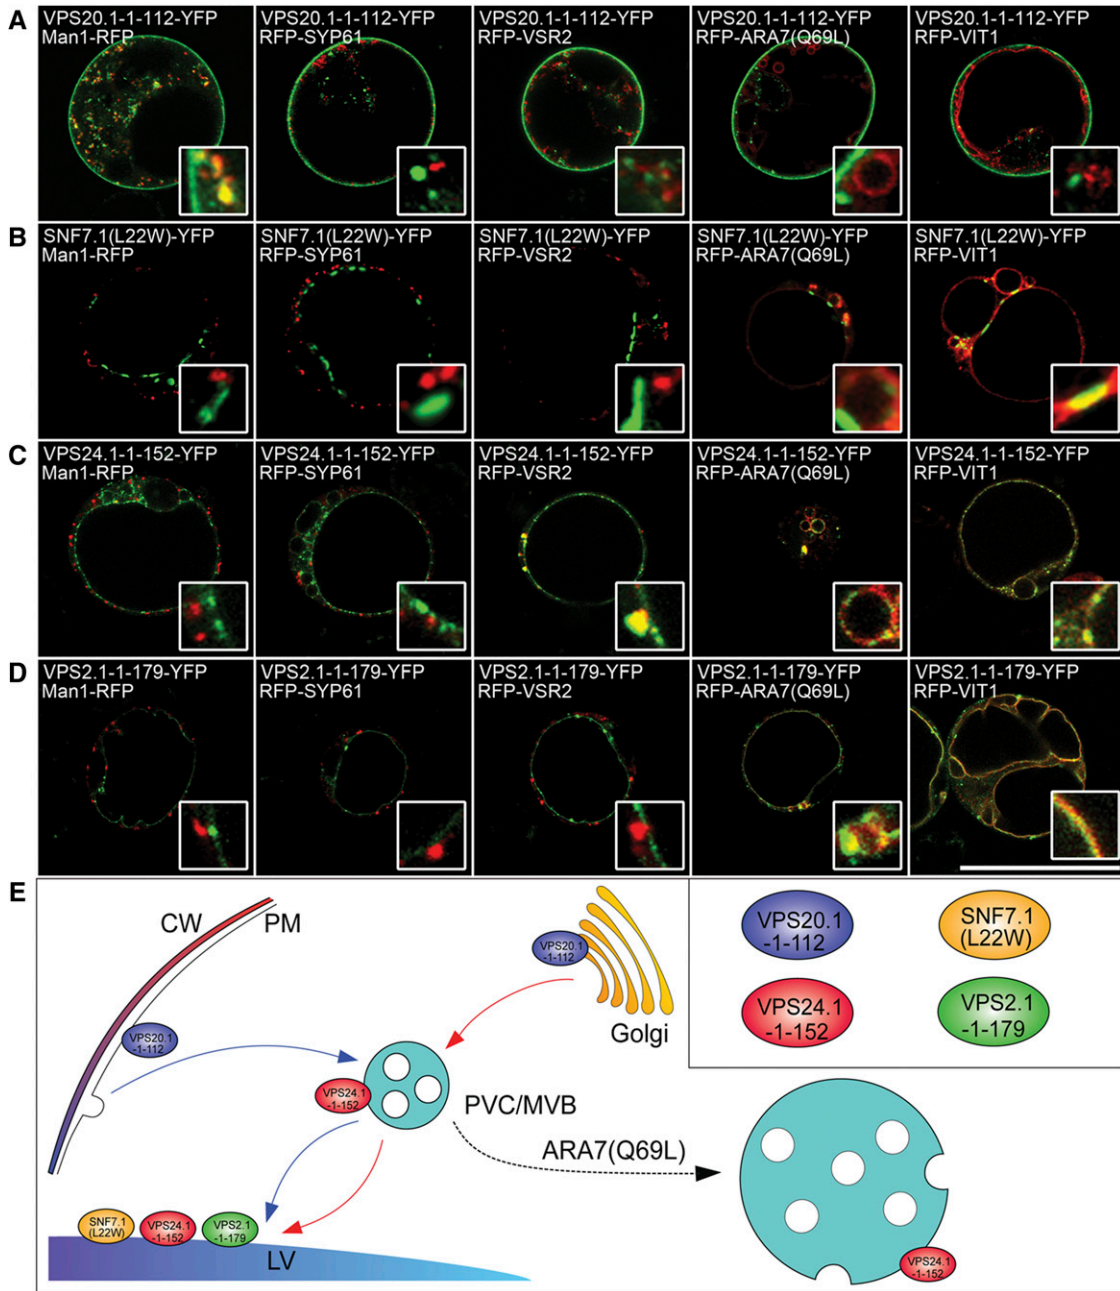 A
VPS20.1-1-112-YFP
Man1-RFP
VPS20.1-1-112-YFP
RFP-SYP61
VPS20.1-1-112-YFP
RFP-VSR2
VPS20.1-1-112-YFP
RFP-ARA7(Q69L)
VPS20.1-1-112-YFP
RFP-VIT1
B
SNF7.1(L22W)-YFP
Man1-RFP
SNF7.1(L22W)-YFP
RFP-SYP61
SNF7.1(L22W)-YFP
RFP-VSR2
SNF7.1(L22W)-YFP
RFP-ARA7(Q69L)
SNF7.1(L22W)-YFP
RFP-VIT1
C
VPS24.1-1-152-YFP
Man1-RFP
VPS24.1-1-152-YFP
RFP-SYP61
VPS24.1-1-152-YFP
RFP-VSR2
VPS24.1-1-152-YFP
RFP-ARA7(Q69L)
VPS24.1-1-152-YFP
RFP-VIT1
D
VPS2.1-1-179-YFP
Man1-RFP
VPS2.1-1-179-YFP
RFP-SYP61
VPS2.1-1-179-YFP
RFP-VSR2
VPS2.1-1-179-YFP
RFP-ARA7(Q69L)
VPS2.1-1-179-YFP
RFP-VIT1
E
CW
PM
VPS20.1
-1-112
VPS20.1
-1-112
Golgi
VPS20.1
-1-112
SNF7.1
(L22W)
VPS24.1
-1-152
VPS2.1
-1-179
VPS24.1
-1-152
PVC/MVB
ARA7(Q69L)
SNF7.1
(L22W)
VPS24.1
-1-152
VPS2.1
-1-179
LV
VPS24.1
-1-152